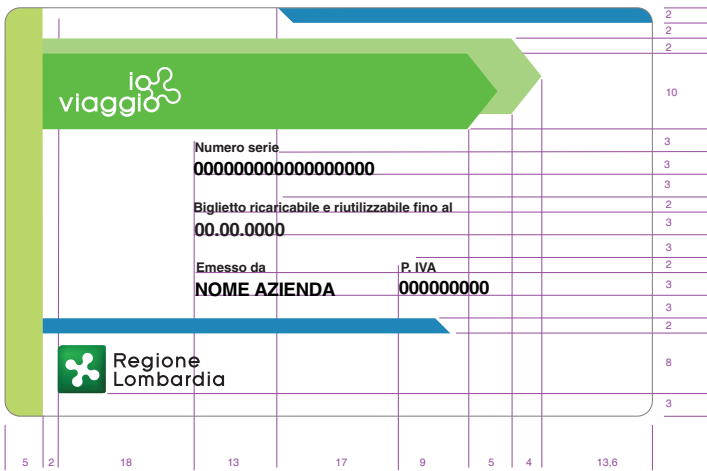 2
2
2
io
viaggio
10
Numero serie
3
000000000000000000
3
3
Biglietto ricaricabile e riutilizzabile fino al
2
00.00.0000
3
3
Emesso da P. IVA
2
NOME AZIENDA 000000000
3
3
2
Regione
Lombardia
8
3
5 2 18 13 17 9 5 4 13,6